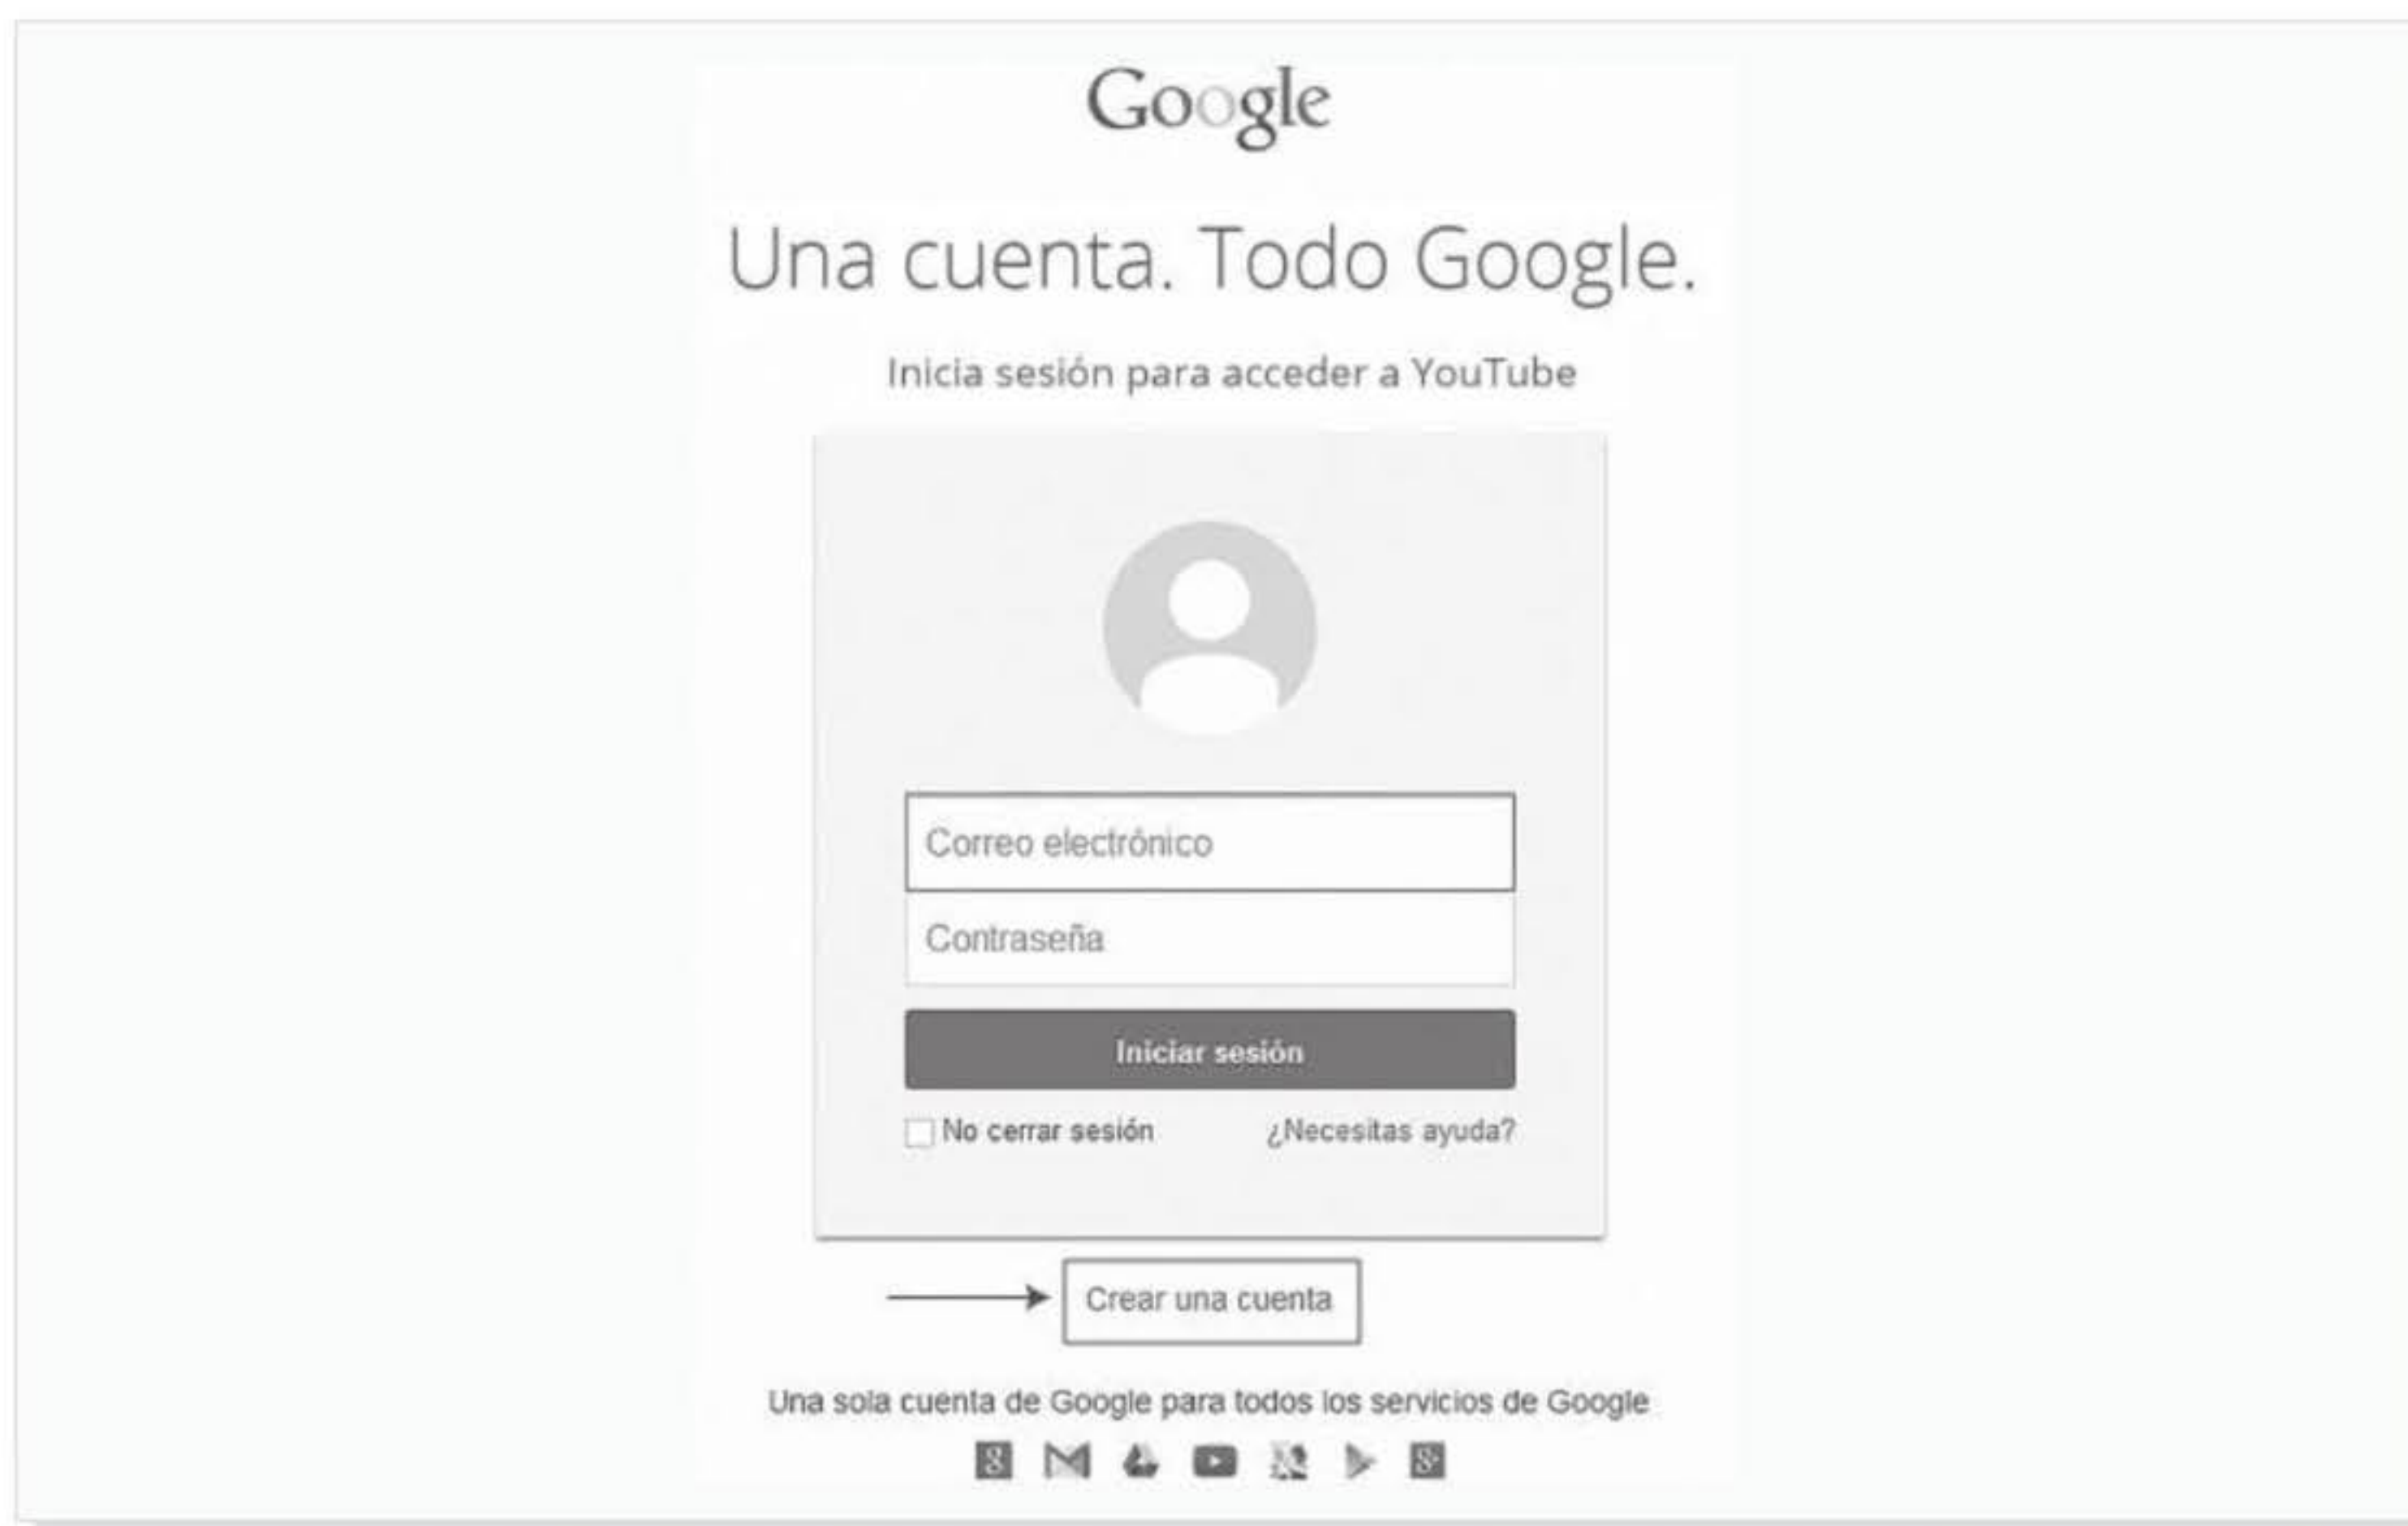 Google
Una cuenta. Todo Google.
Inicia sesión para acceder a YouTube
Correo electrónico
Contraseña
Iniciar sesión
No cerrar sesión ¿Necesitas ayuda?
Crear una cuenta
Una sola cuenta de Google para todos los servicios de Google